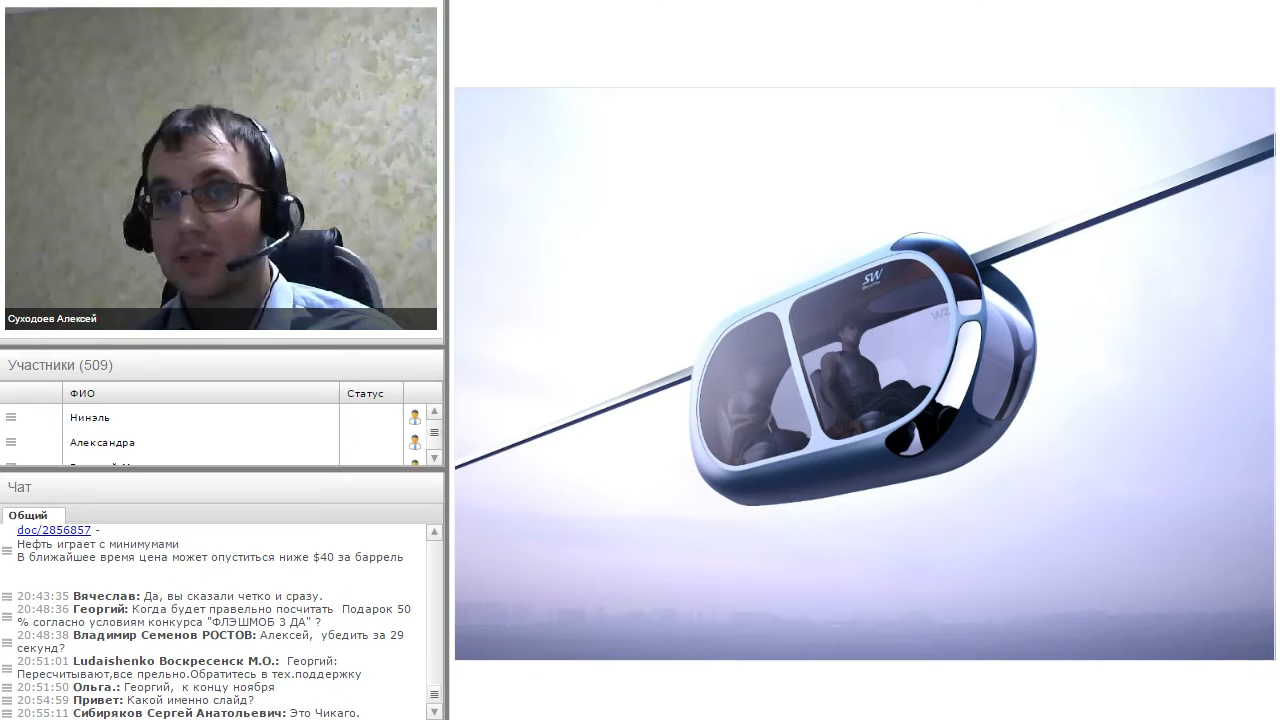 Суходоев Алексей
Участники (509)
ФИО
Статус
Нинэль
Александра
Чат
Общий
doc/2856857 -
Нефть играет с минимумами
В ближайшее время цена может опуститься ниже $40 за баррель
20:43:35 Вячеслав: Да, вы сказали четко и сразу.
20:48:36 Георгий: Когда будет правельно посчитать Подарок 50
% согласно условиям конкурса "ФЛЭШМОБ 3 ДА" ?
20:48:38 Владимир Семенов РОСТОВ: Алексей, убедить за 29
секунд?
20:51:01 Ludaishenko Воскресенск М.О.: Георгий:
Пересчитывают,все прельно.Обратитесь в тех.поддержку
20:51:50 Ольга.: Георгий, к концу ноября
20:54:59 Привет: Какой именно слайд?
20:55:11 Сибиряков Сергей Анатольевич: Это Чикаго.
SW